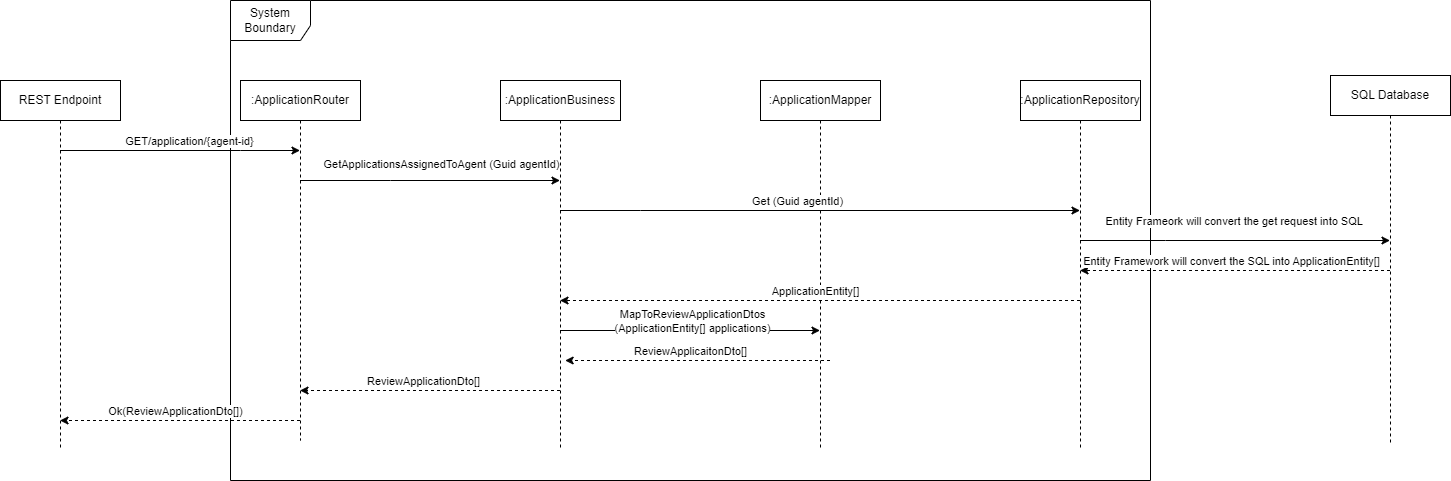 System
Boundary
REST Endpoint
:ApplicationRouter
:ApplicationBusiness
:ApplicationMapper
:ApplicationRepository
SQL Database
GET/application/{agent-id}
GetApplicationsAssignedToAgent (Guid agentId)
Get (Guid agentId)
Entity Frameork will convert the get request into SQL
Entity Framework will convert the SQL into ApplicationEntity[]
ApplicationEntity[]
MapToReviewApplicationDtos
(ApplicationEntity[] applications)
ReviewApplicaitonDto[]
ReviewApplicationDto[]
Ok(ReviewApplicationDto[])